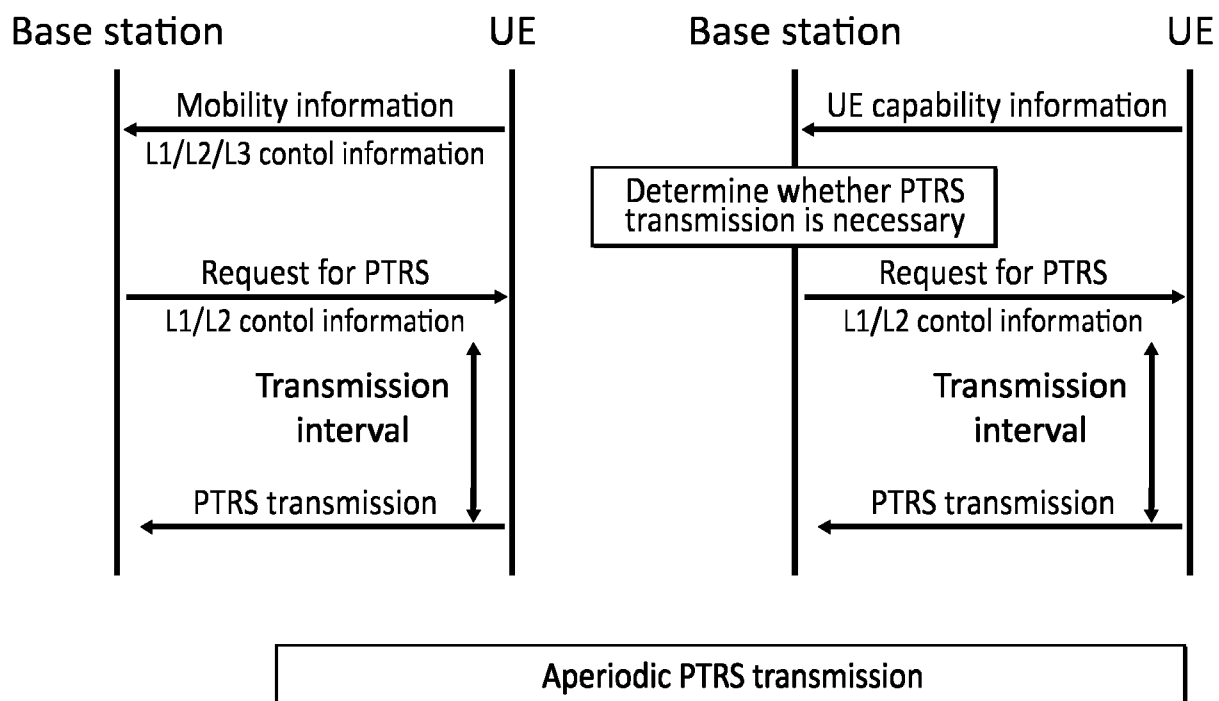 Base station
UE
Mobility information
L1/L2/L3 contol information
Request for PTRS
L1/L2 contol information
Transmission
interval
PTRS transmission
Base station
UE
UE capability information
Determine whether PTRS
transmission is necessary
Request for PTRS
L1/L2 contol information
Transmission
interval
PTRS transmission
Aperiodic PTRS transmission